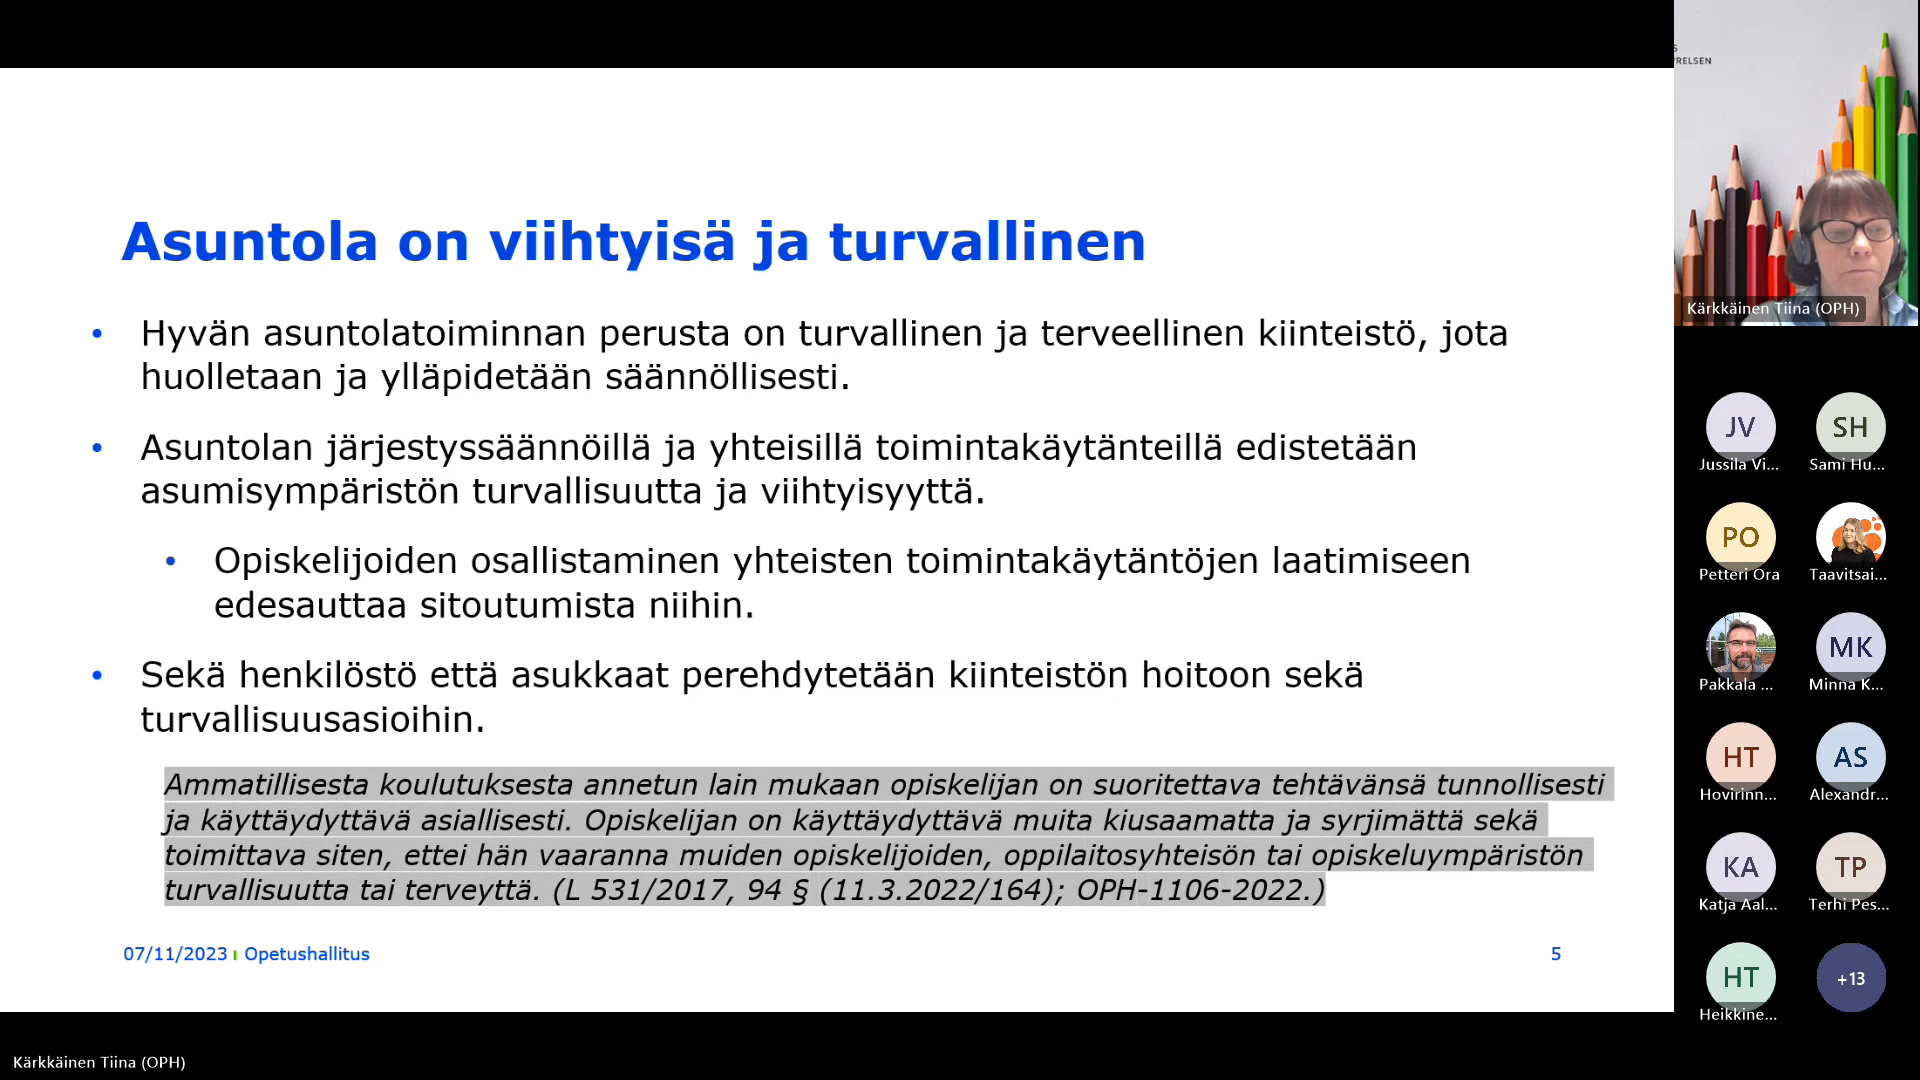 Asuntola on viihtyisä ja turvallinen
• Hyvän asuntolatoiminnan perusta on turvallinen ja terveellinen kiinteistö, jota
huolletaan ja ylläpidetään säännöllisesti.
• Asuntolan järjestyssäännöillä ja yhteisillä toimintakäytänteillä edistetään
asumisympäristön turvallisuutta ja viihtyisyyttä.
• Opiskelijoiden osallistaminen yhteisten toimintakäytäntöjen laatimiseen
edesauttaa sitoutumista niihin.
• Sekä henkilöstö että asukkaat perehdytetään kiinteistön hoitoon sekä
turvallisuusasioihin.
Ammatillisesta koulutuksesta annetun lain mukaan opiskelijan on suoritettava tehtävänsä tunnollisesti
ja käyttäydyttävä asiallisesti. Opiskelijan on käyttäydyttävä muita kiusaamatta ja syrjimättä sekä
toimittava siten, ettei hän vaaranna muiden opiskelijoiden, oppilaitosyhteisön tai opiskeluympäristön
turvallisuutta tai terveyttä. (L 531/2017, 94 § (11.3.2022/164); OPH-1106-2022.)
07/11/2023 Opetushallitus
5
S
RELSEN
Kärkkäinen Tiina (OPH)
JV SH
Jussila Vi... Sami Hu...
PO
Petteri Ora Taavitsai...
MK
Pakkala ... Minna K...
HT AS
Hovirinn... Alexandr...
KA TP
Katja Aal... Terhi Pes...
HT +13
Heikkine...
Kärkkäinen Tiina (OPH)